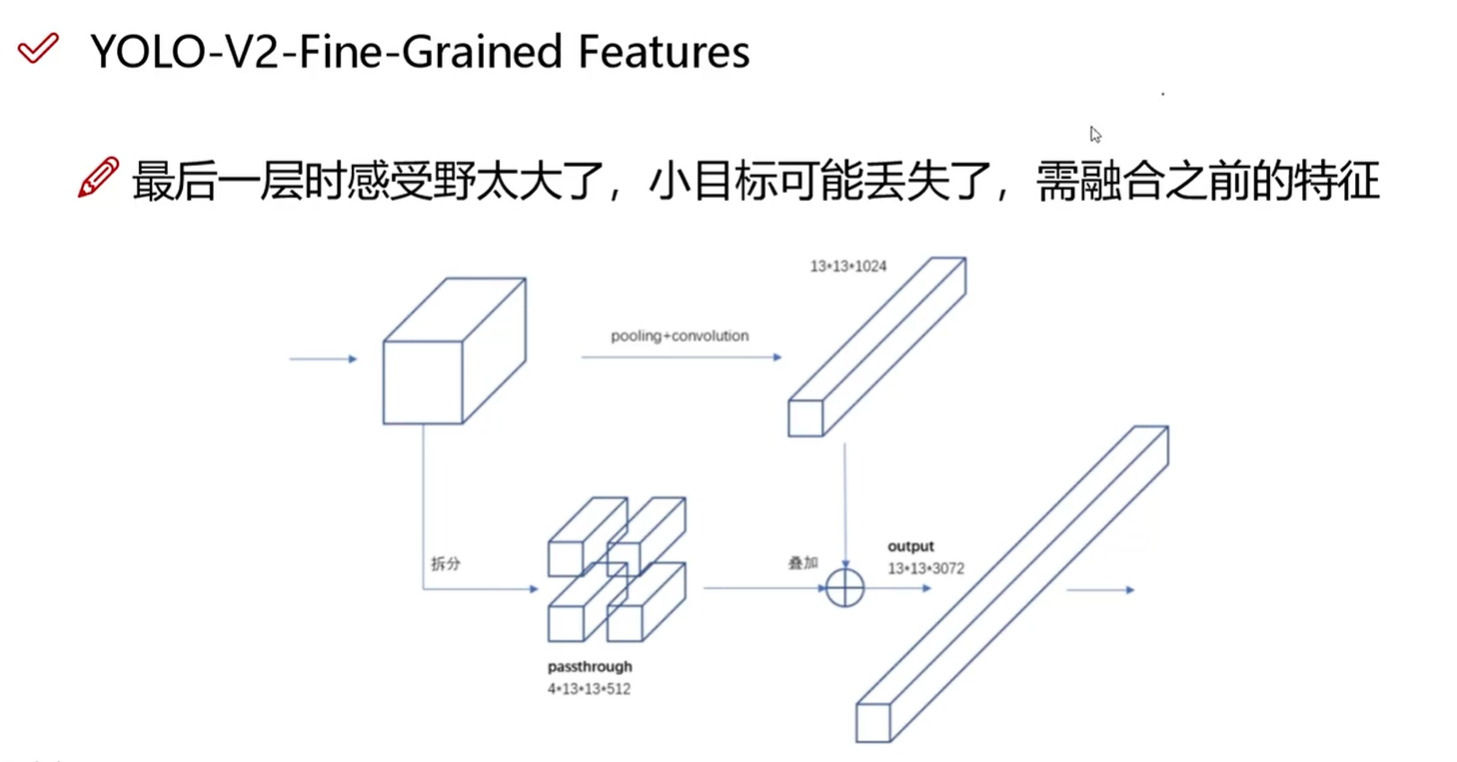 YOLO-V2-Fine-Grained Features
最后一层时感受野太大了，小目标可能丢失了，需融合之前的特征
13*13*1024
pooling+convolution
拆分
叠加
output
13*13*3072
passthrough
4*13*13*512